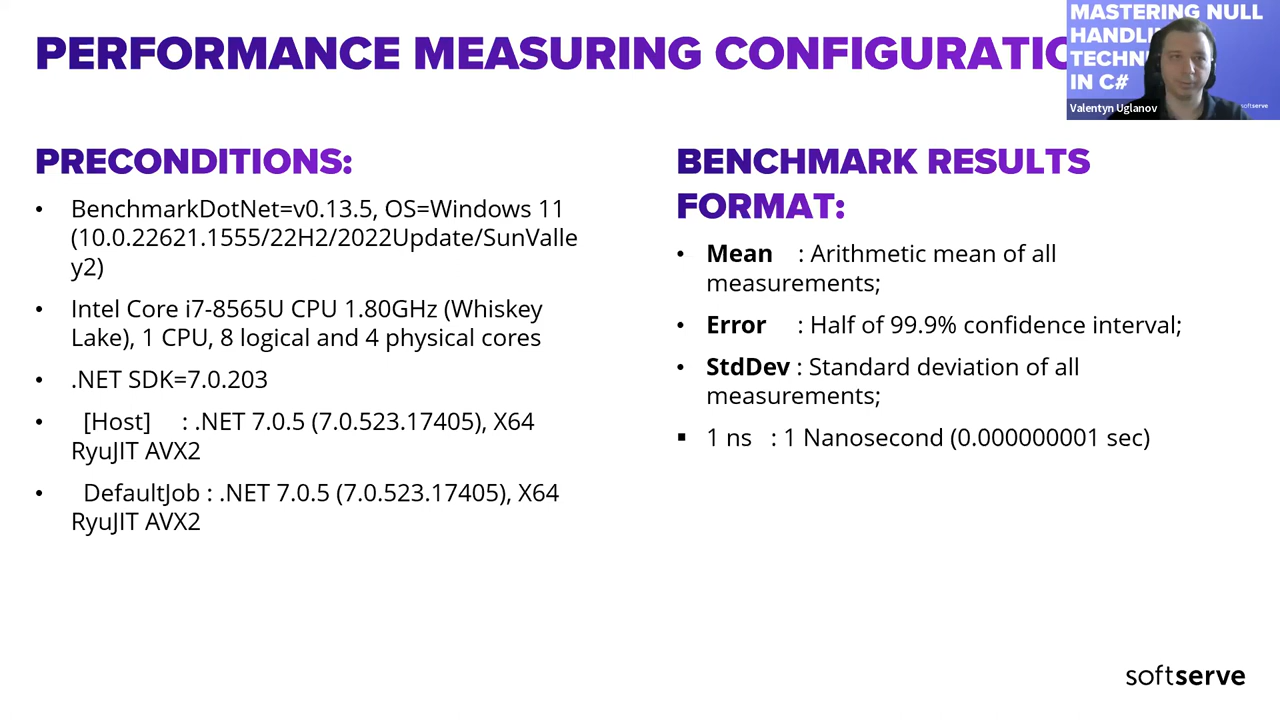 PERFORMANCE MEASURING CONFIGURATIO
MASTERING NULL
HANDLI
TECHNI
IN C#
Valentyn Uglanov
softserve
PRECONDITIONS:
• BenchmarkDotNet=v0.13.5, OS=Windows 11
(10.0.22621.1555/22H2/2022Update/SunValle
y2)
• Intel Core i7-8565U CPU 1.80GHz (Whiskey
Lake), 1 CPU, 8 logical and 4 physical cores
• .NET SDK=7.0.203
• [Host] : .NET 7.0.5 (7.0.523.17405), X64
RyuJIT AVX2
• DefaultJob : .NET 7.0.5 (7.0.523.17405), X64
RyuJIT AVX2
BENCHMARK RESULTS
FORMAT:
• Mean : Arithmetic mean of all
measurements;
• Error : Half of 99.9% confidence interval;
• StdDev : Standard deviation of all
measurements;
▪ 1 ns : 1 Nanosecond (0.000000001 sec)
softserve